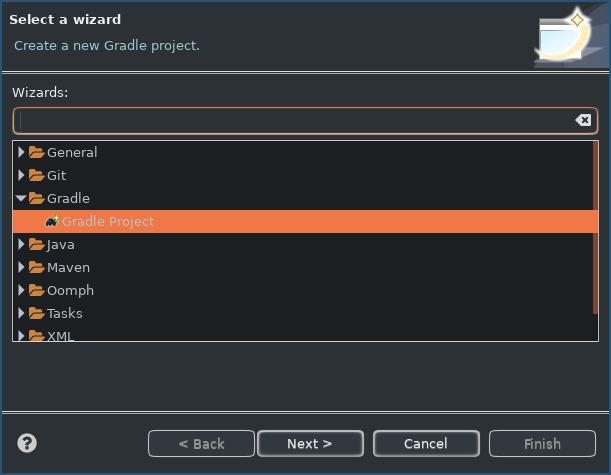 Select a wizard
Create a new Gradle project.
Wizards:
General
Git
Gradle
Gradle Project
Java
Maven
Oomph
Tasks
XML
? < Back Next > Cancel Finish